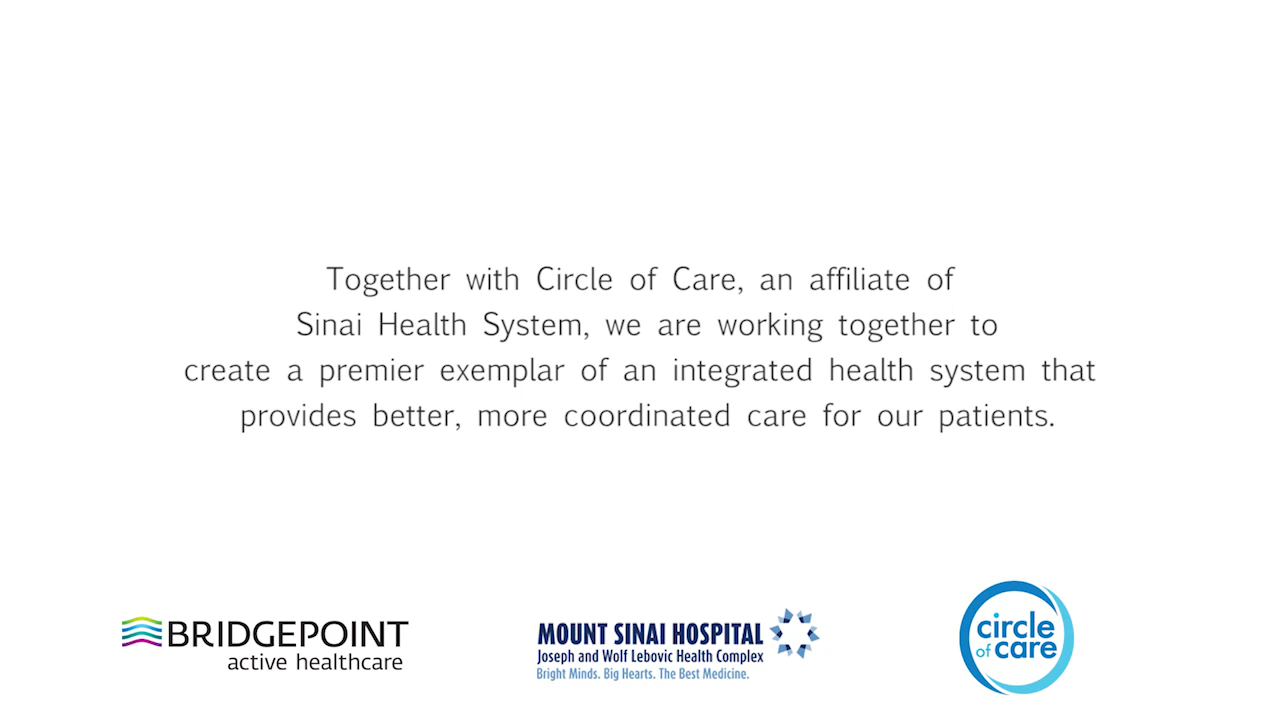 Together with Circle of Care, an affiliate of
Sinai Health System, we are working together to
create a premier exemplar of an integrated health system that
provides better, more coordinated care for our patients.
BRIDGEPOINT
active healthcare
MOUNT SINAI HOSPITAL
Joseph and Wolf Lebovic Health Complex
Bright Minds. Big Hearts. The Best Medicine.
circle
of care